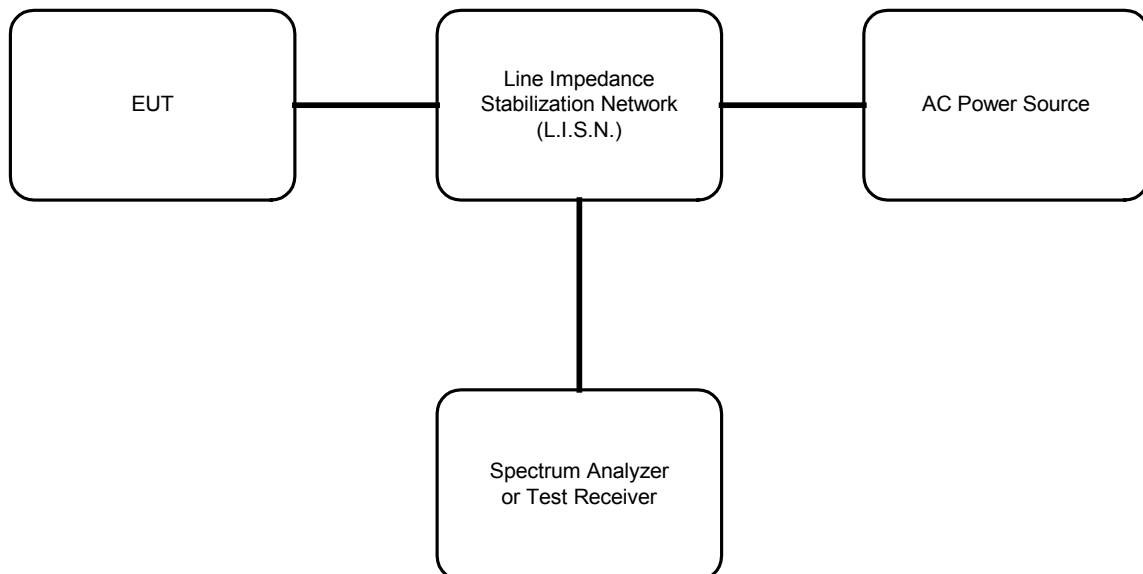 EUT
Line Impedance
Stabilization Network
(L.I.S.N.)
AC Power Source
Spectrum Analyzer
or Test Receiver